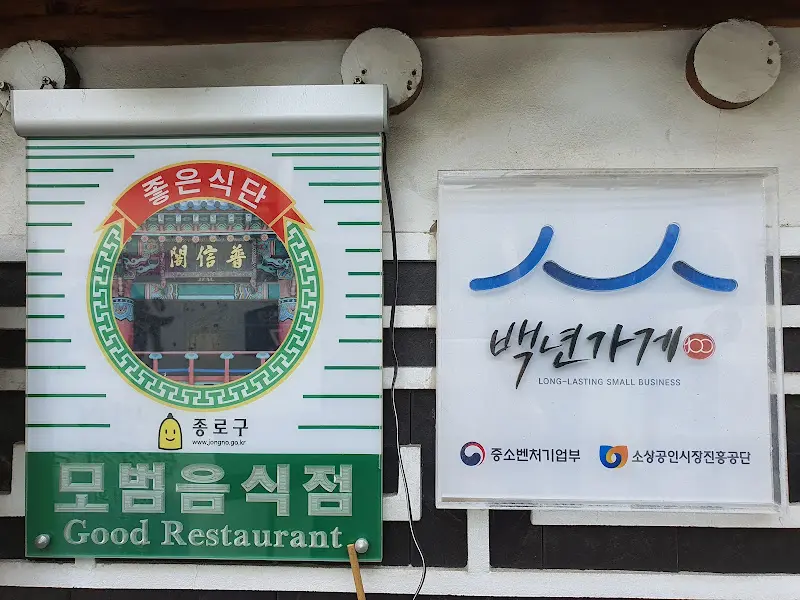 좋은식단
閣信普
종로구
www.jongno.go.kr
모범음식점
Good Restaurant
백년가게
100
LONG-LASTING SMALL BUSINESS
중소벤처기업부
소상공인시장진흥공단